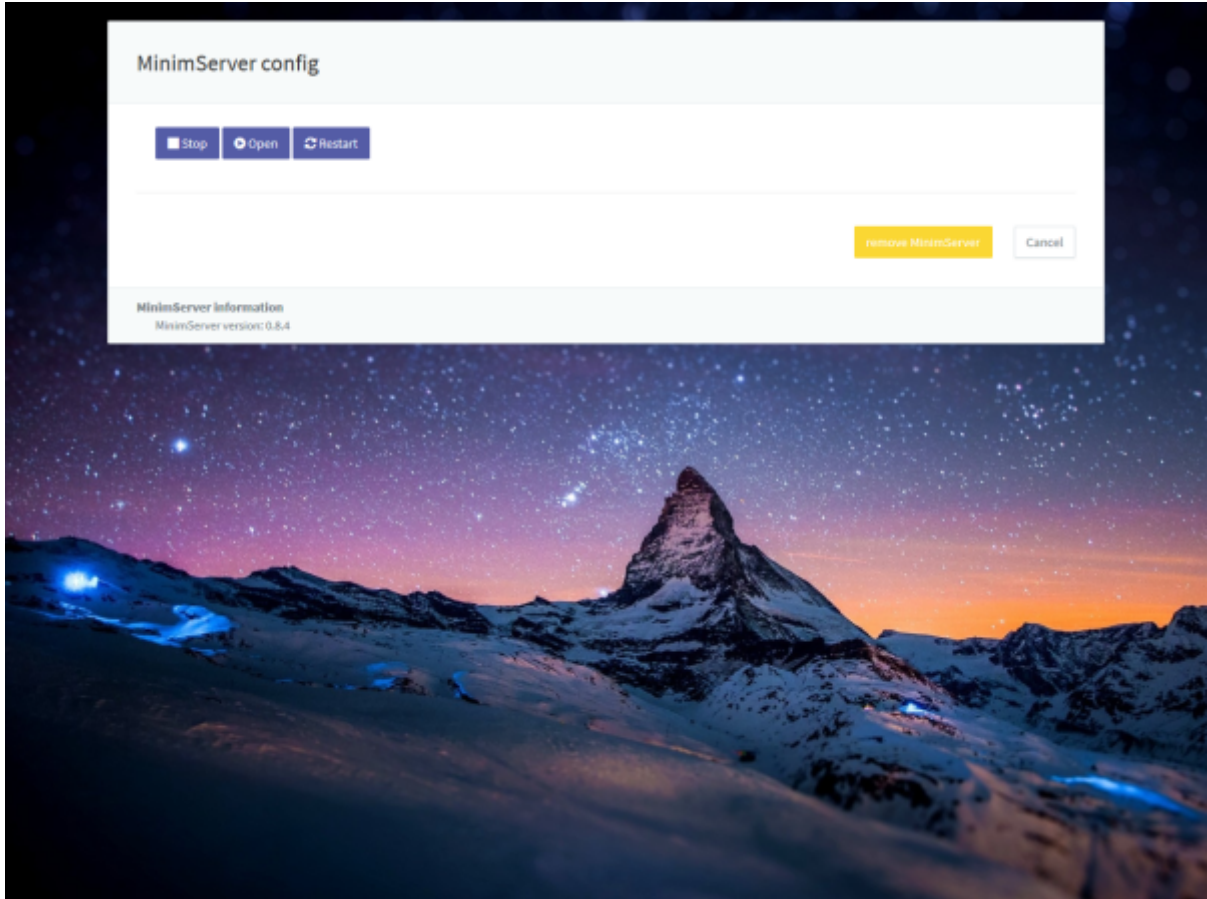 MinimServer config
Stop Open Restart
remove MinimServer Cancel
MinimServer information
MinimServer version: 0.8.4